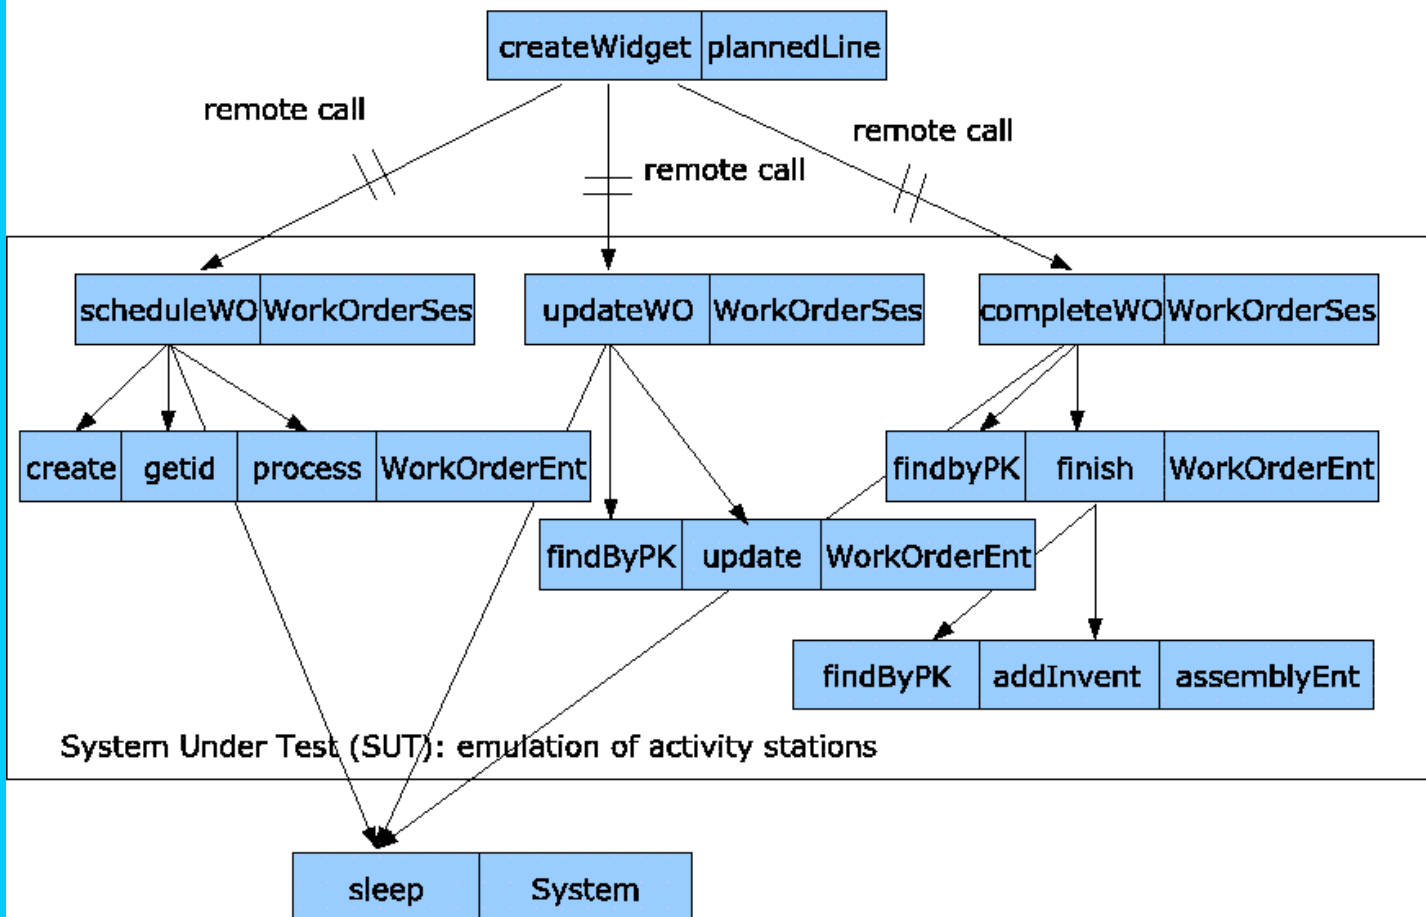 createWidget plannedLine
remote call
remote call
remote call
scheduleWO WorkOrderSes
updateWO WorkOrderSes
completeWO WorkOrderSes
create getid process WorkOrderEnt
findbyPK finish WorkOrderEnt
findByPK update WorkOrderEnt
findByPK addInvent assemblyEnt
System Under Test (SUT): emulation of activity stations
sleep System